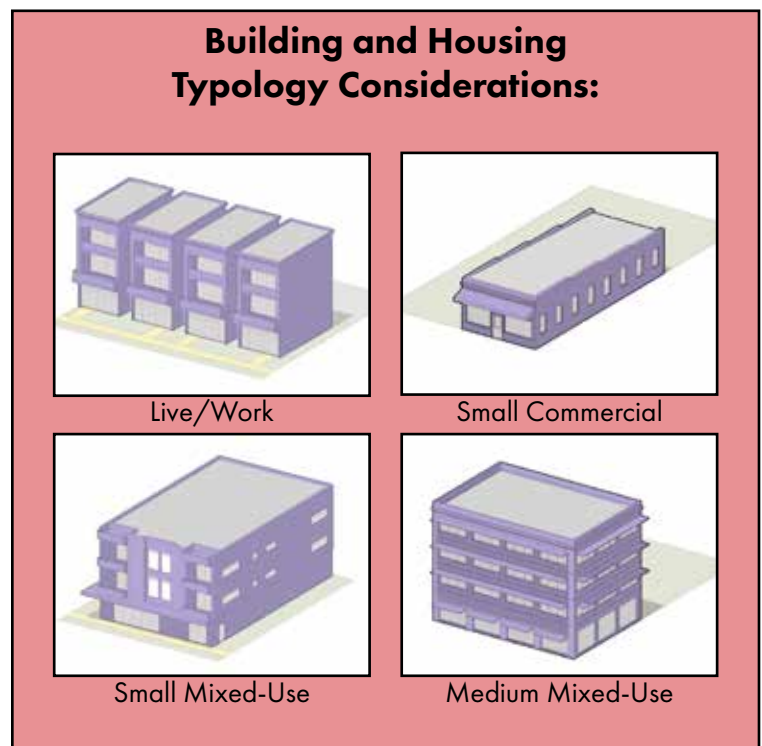 Building and Housing
Typology Considerations:
Live/Work
Small Commercial
Small Mixed-Use
Medium Mixed-Use